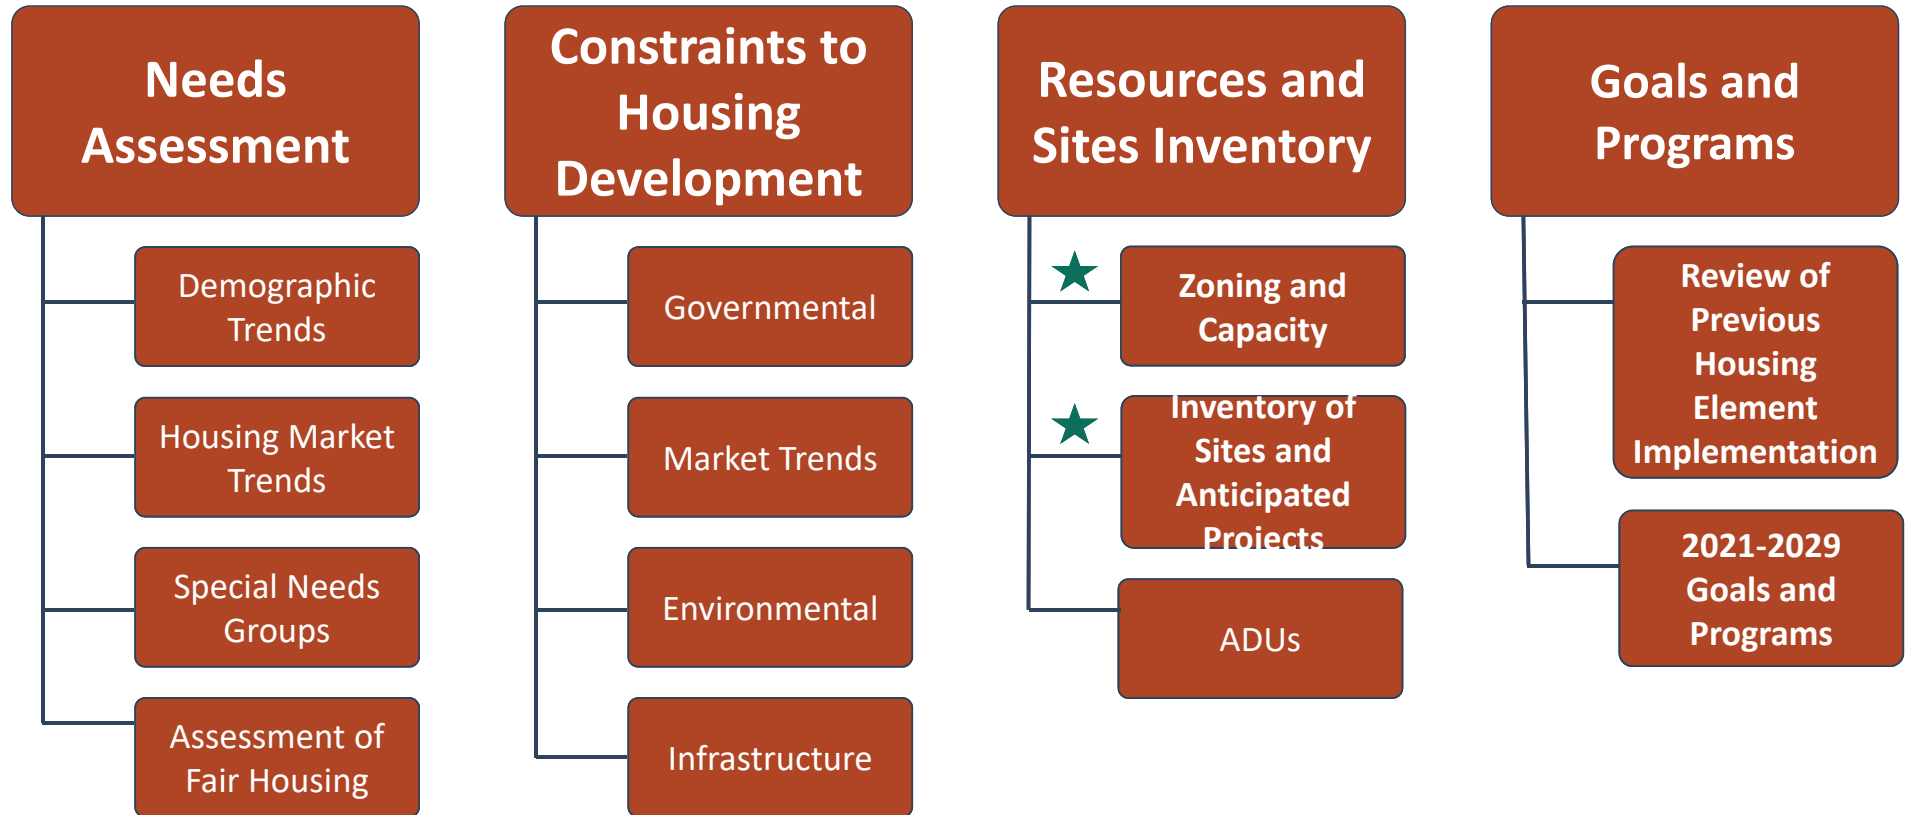 Needs
Assessment
Demographic
Trends
Housing Market
Trends
Special Needs
Groups
Assessment of
Fair Housing
Constraints to
Housing
Development
Governmental
Market Trends
Environmental
Infrastructure
Resources and
Sites Inventory
Zoning and
Capacity
Inventory of
Sites and
Anticipated
Projects
ADUs
Goals and
Programs
Review of
Previous
Housing
Element
Implementation
2021-2029
Goals and
Programs